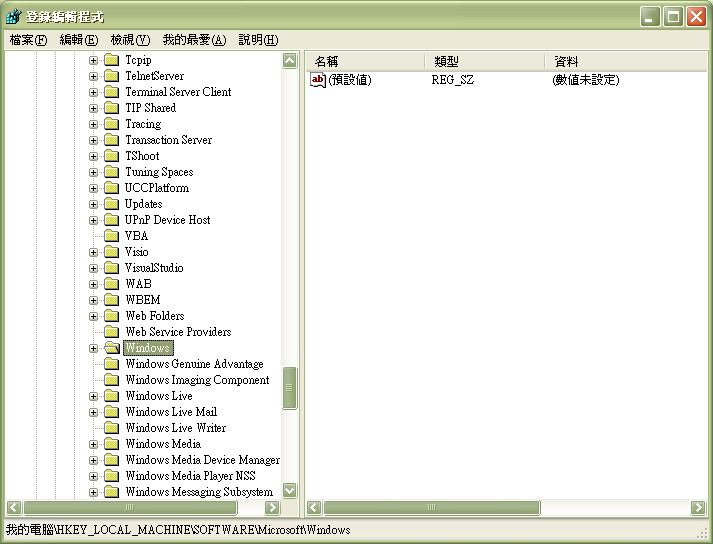 登錄編輯程式
檔案(F) 編輯(E) 檢視(V) 我的最愛(A) 說明(H)
Tcpip
TelnetServer
Terminal Server Client
TIP Shared
Tracing
Transaction Server
TShoot
Tuning Spaces
UCCPlatform
Updates
UPnP Device Host
VBA
Visio
VisualStudio
WAB
WBEM
Web Folders
Web Service Providers
Windows
Windows Genuine Advantage
Windows Imaging Component
Windows Live
Windows Live Mail
Windows Live Writer
Windows Media
Windows Media Device Manager
Windows Media Player NSS
Windows Messaging Subsystem
名稱 類型 資料
ab (預設值) REG_SZ (數值未設定)
我的電腦\HKEY_LOCAL_MACHINE\SOFTWARE\Microsoft\Windows